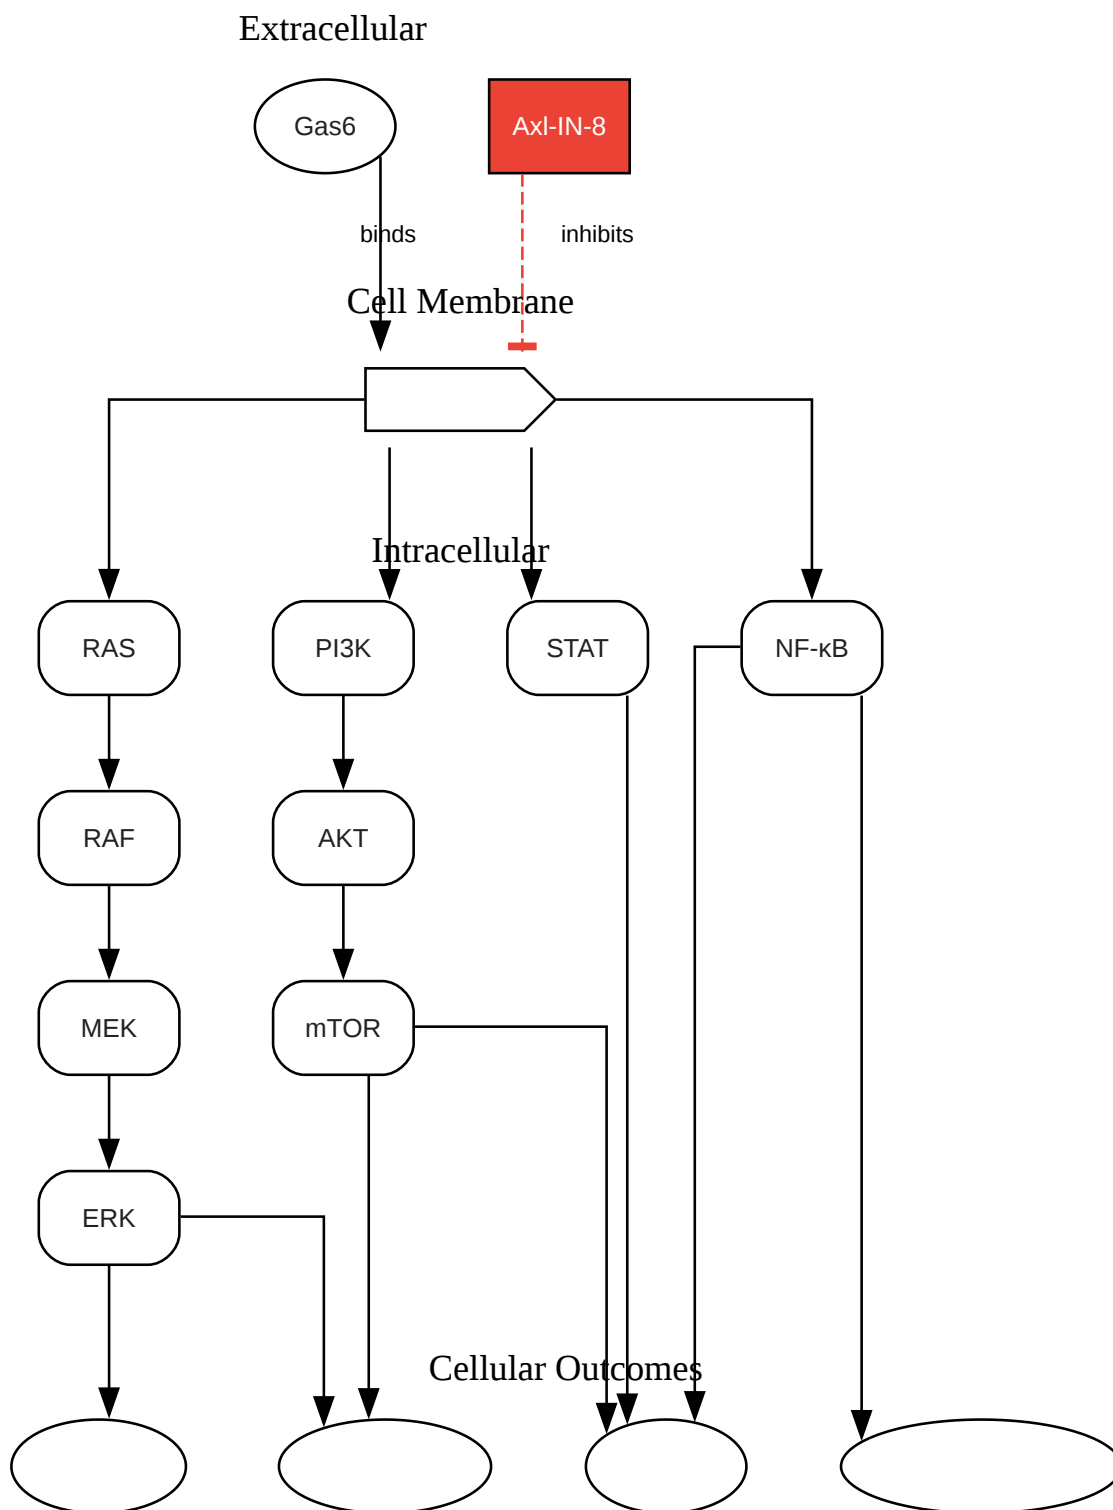 Extracellular
Gas6
Axl-IN-8
binds
inhibits
Cell Membrane
Intracellular
RAS
PI3K
STAT
NF-κB
RAF
AKT
MEK
mTOR
ERK
Cellular Outcomes